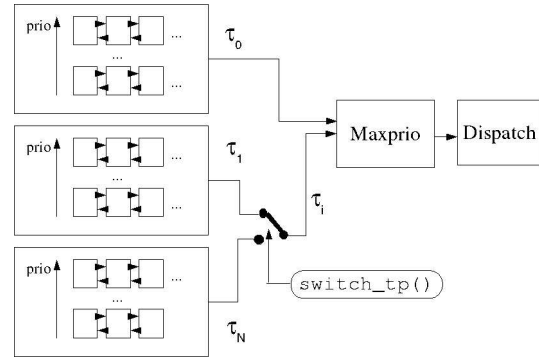 prio
...
...
...
τ0
prio
...
...
...
τ1
Maxprio
Dispatch
τi
switch_tp()
prio
...
...
...
τN